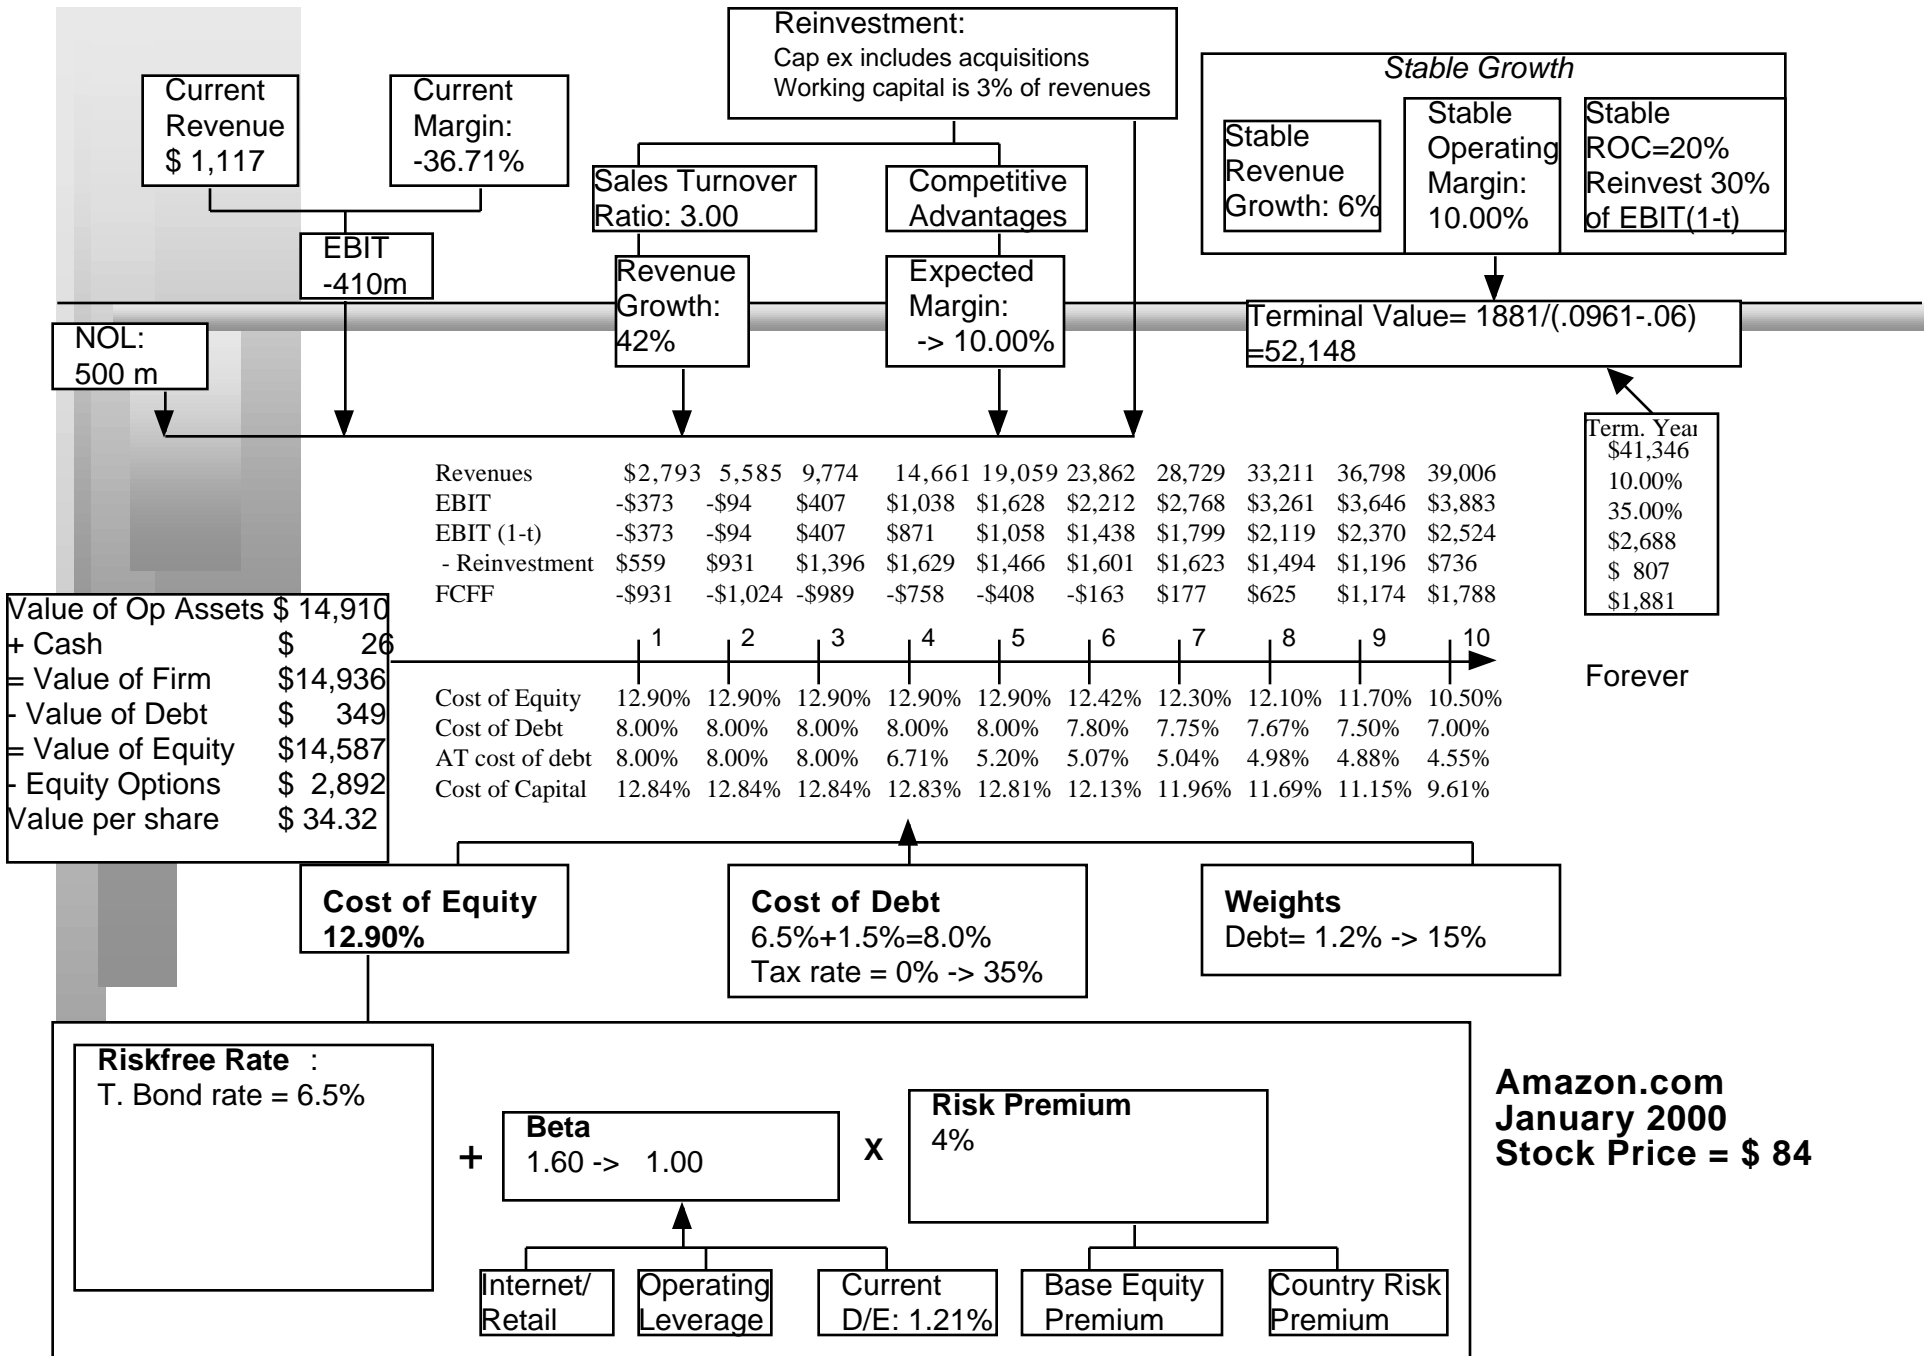 Reinvestment:
Cap ex includes acquisitions
Working capital is 3% of revenues
Stable Growth
Current
Revenue
$ 1,117
Current
Margin:
-36.71%
Stable
Revenue
Growth: 6%
Stable
Operating
Margin:
10.00%
Stable
ROC=20%
Reinvest 30%
of EBIT(1-t)
Sales Turnover
Ratio: 3.00
Competitive
Advantages
EBIT
-410m
Revenue
Growth:
42%
Expected
Margin:
-> 10.00%
NOL:
500 m
Terminal Value= 1881/(.0961-.06)
=52,148
Term. Year
$41,346
10.00%
35.00%
$2,688
$ 807
$1,881
Revenues $2,793 5,585 9,774 14,661 19,059 23,862 28,729 33,211 36,798 39,006
EBIT -$373 -$94 $407 $1,038 $1,628 $2,212 $2,768 $3,261 $3,646 $3,883
EBIT (1-t) -$373 -$94 $407 $871 $1,058 $1,438 $1,799 $2,119 $2,370 $2,524
- Reinvestment $559 $931 $1,396 $1,629 $1,466 $1,601 $1,623 $1,494 $1,196 $736
FCFF -$931 -$1,024 -$989 -$758 -$408 -$163 $177 $625 $1,174 $1,788
1 2 3 4 5 6 7 8 9 10
Forever
Value of Op Assets $ 14,910
+ Cash $ 26
= Value of Firm $14,936
- Value of Debt $ 349
= Value of Equity $14,587
- Equity Options $ 2,892
Value per share $ 34.32
Cost of Equity 12.90% 12.90% 12.90% 12.90% 12.90% 12.42% 12.30% 12.10% 11.70% 10.50%
Cost of Debt 8.00% 8.00% 8.00% 8.00% 8.00% 7.80% 7.75% 7.67% 7.50% 7.00%
AT cost of debt 8.00% 8.00% 8.00% 6.71% 5.20% 5.07% 5.04% 4.98% 4.88% 4.55%
Cost of Capital 12.84% 12.84% 12.84% 12.83% 12.81% 12.13% 11.96% 11.69% 11.15% 9.61%
Cost of Equity
12.90%
Cost of Debt
6.5%+1.5%=8.0%
Tax rate = 0% -> 35%
Weights
Debt= 1.2% -> 15%
Riskfree Rate :
T. Bond rate = 6.5%
+
Beta
1.60 -> 1.00
X
Risk Premium
4%
Amazon.com
January 2000
Stock Price = $ 84
Internet/
Retail
Operating
Leverage
Current
D/E: 1.21%
Base Equity
Premium
Country Risk
Premium